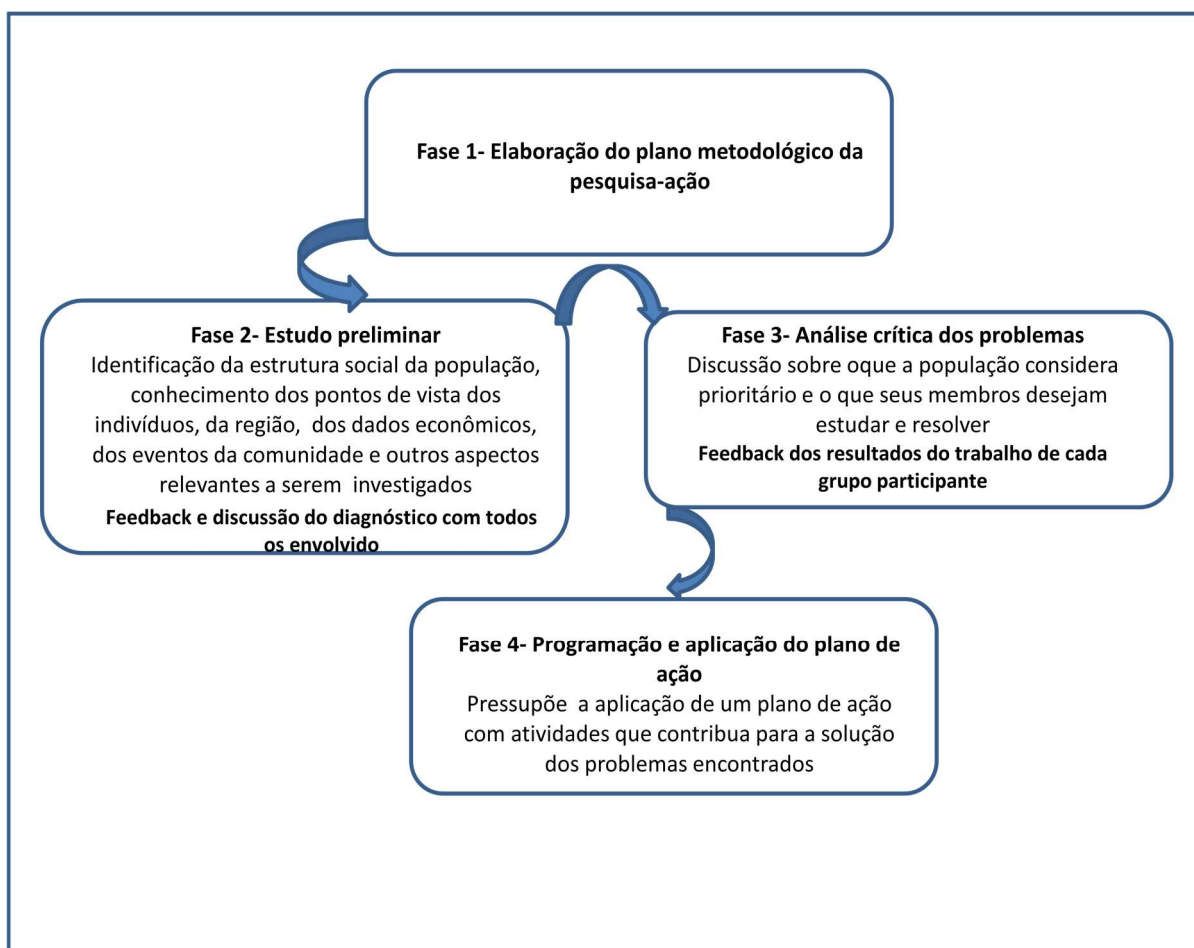 Fase 1- Elaboração do plano metodológico da
pesquisa-ação
Fase 2- Estudo preliminar
Identificação da estrutura social da população,
conhecimento dos pontos de vista dos
indivíduos, da região, dos dados econômicos,
dos eventos da comunidade e outros aspectos
relevantes a serem investigados
Feedback e discussão do diagnóstico com todos
os envolvido
Fase 3- Análise crítica dos problemas
Discussão sobre oque a população considera
prioritário e o que seus membros desejam
estudar e resolver
Feedback dos resultados do trabalho de cada
grupo participante
Fase 4- Programação e aplicação do plano de
ação
Pressupõe a aplicação de um plano de ação
com atividades que contribua para a solução
dos problemas encontrados